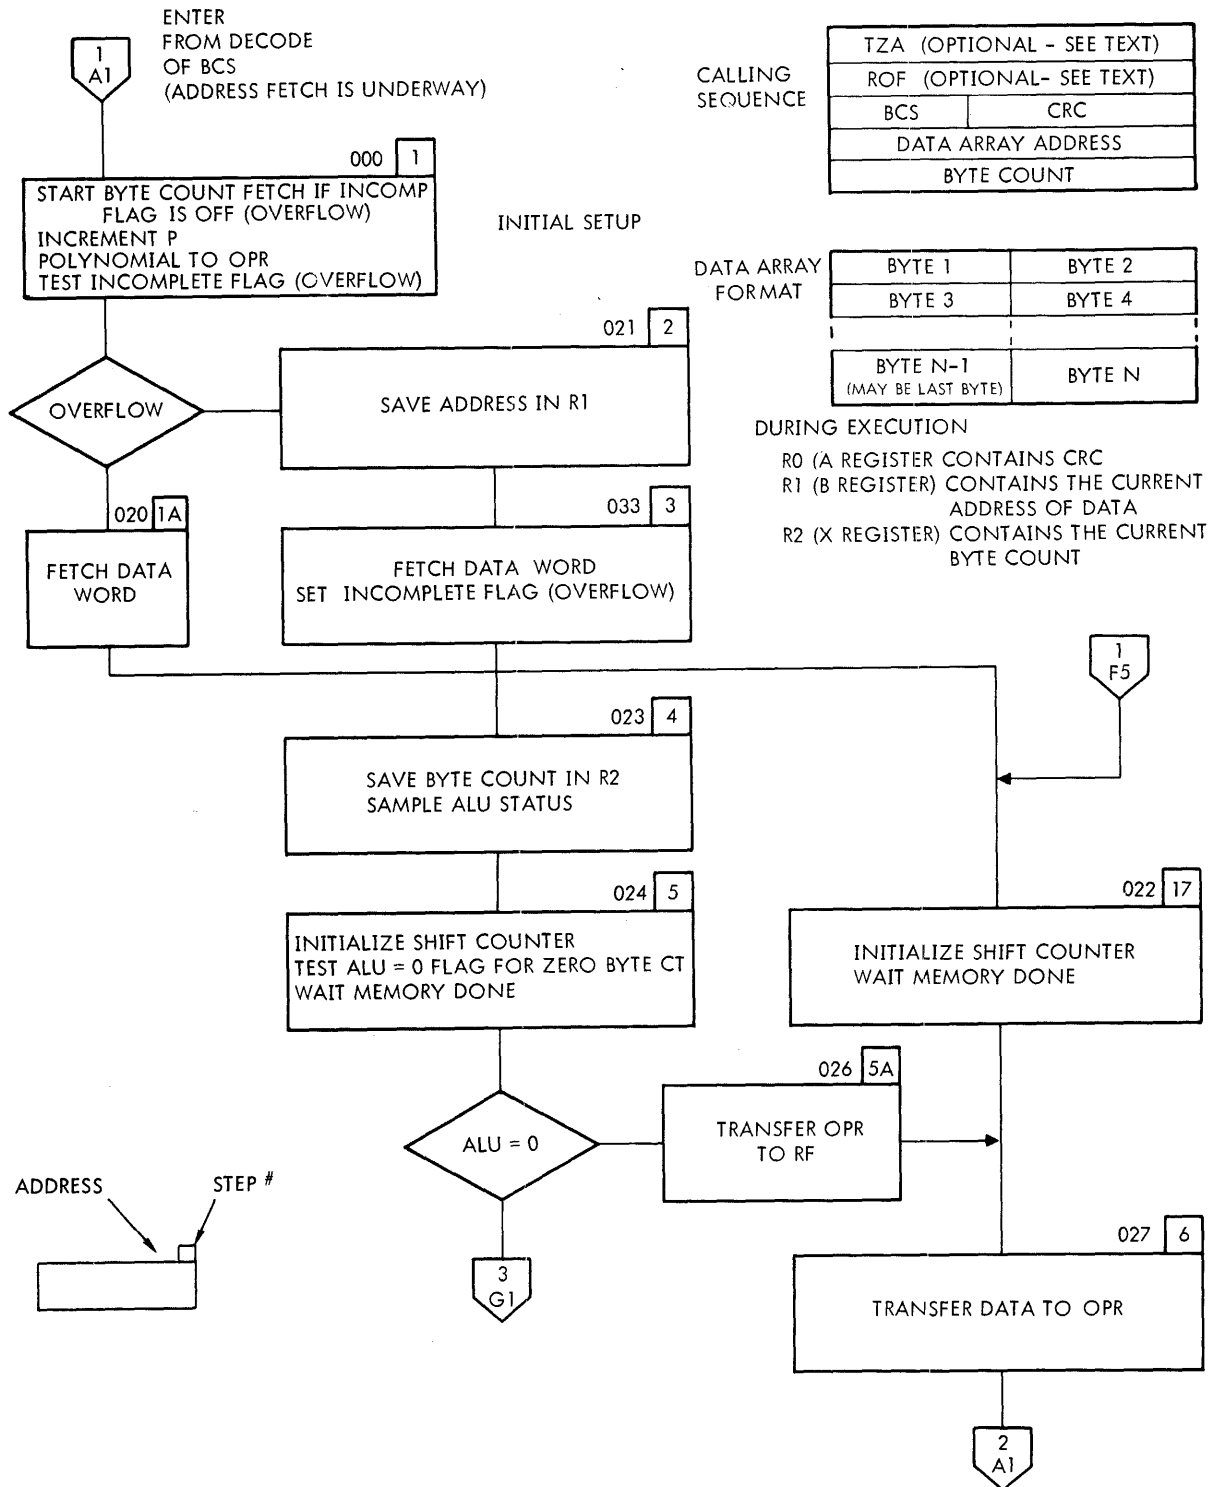 ENTER
FROM DECODE
OF BCS
(ADDRESS FETCH IS UNDERWAY)
1
A1
CALLING
SEQUENCE
TZA (OPTIONAL - SEE TEXT)
ROF (OPTIONAL- SEE TEXT)
BCS CRC
DATA ARRAY ADDRESS
BYTE COUNT
000 1
START BYTE COUNT FETCH IF INCOMP
FLAG IS OFF (OVERFLOW)
INCREMENT P
POLYNOMIAL TO OPR
TEST INCOMPLETE FLAG (OVERFLOW)
INITIAL SETUP
DATA ARRAY
FORMAT
BYTE 1 BYTE 2
BYTE 3 BYTE 4
BYTE N-1
(MAY BE LAST BYTE)
BYTE N
DURING EXECUTION
R0 (A REGISTER CONTAINS CRC
R1 (B REGISTER) CONTAINS THE CURRENT
ADDRESS OF DATA
R2 (X REGISTER) CONTAINS THE CURRENT
BYTE COUNT
OVERFLOW
021 2
SAVE ADDRESS IN R1
020 1A
FETCH DATA
WORD
033 3
FETCH DATA WORD
SET INCOMPLETE FLAG (OVERFLOW)
1
F5
023 4
SAVE BYTE COUNT IN R2
SAMPLE ALU STATUS
024 5
INITIALIZE SHIFT COUNTER
TEST ALU = 0 FLAG FOR ZERO BYTE CT
WAIT MEMORY DONE
022 17
INITIALIZE SHIFT COUNTER
WAIT MEMORY DONE
ALU = 0
026 5A
TRANSFER OPR
TO RF
ADDRESS STEP #
3
G1
027 6
TRANSFER DATA TO OPR
2
A1